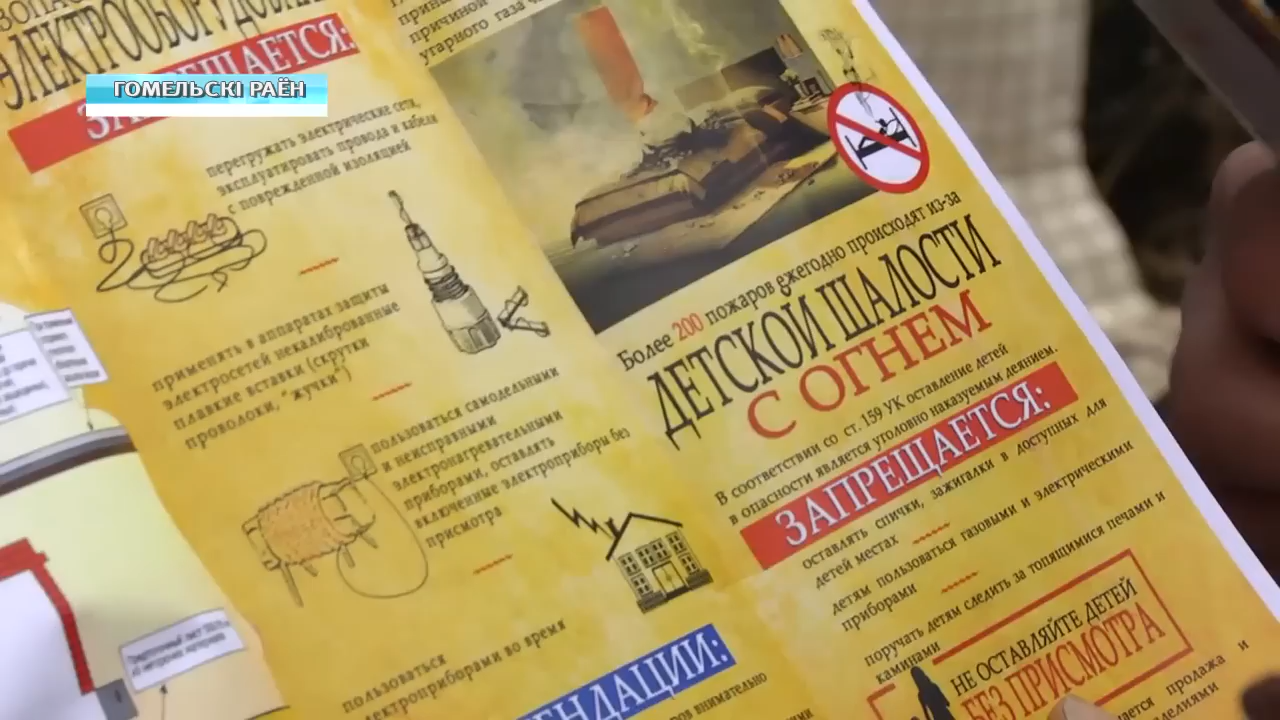 ГОМЕЛЬСКІ РАЁН
ЭЛЕКТРООБОРУДОВ
ЗАПРЕЩАЕТСЯ:
перегружать электрические сети,
эксплуатировать провода и кабели
с поврежденной изоляцией
применять в аппаратах защиты
электросетей некалиброванные
плавкие вставки (скрутки
проволоки, "жучки")
пользоваться самодельными
и неисправными
электронагревательными
приборами, оставлять
включенные электроприборы без
присмотра
пользоваться
электроприборами во время
ЕНДАЦИИ:
внимательно
причиной
угарного газа
Более 200 пожаров ежегодно происходят из-за
ДЕТСКОЙ ШАЛОСТИ
С ОГНЕМ
В соответствии со ст. 159 УК оставление детей
в опасности является уголовно наказуемым деянием.
ЗАПРЕЩАЕТСЯ:
оставлять спички, зажигалки в доступных для
детей местах
детям пользоваться газовыми и электрическими
приборами
поручать детям следить за топящимися печами и
каминами
НЕ ОСТАВЛЯЙТЕ ДЕТЕЙ
БЕЗ ПРИСМОТРА
продажа и